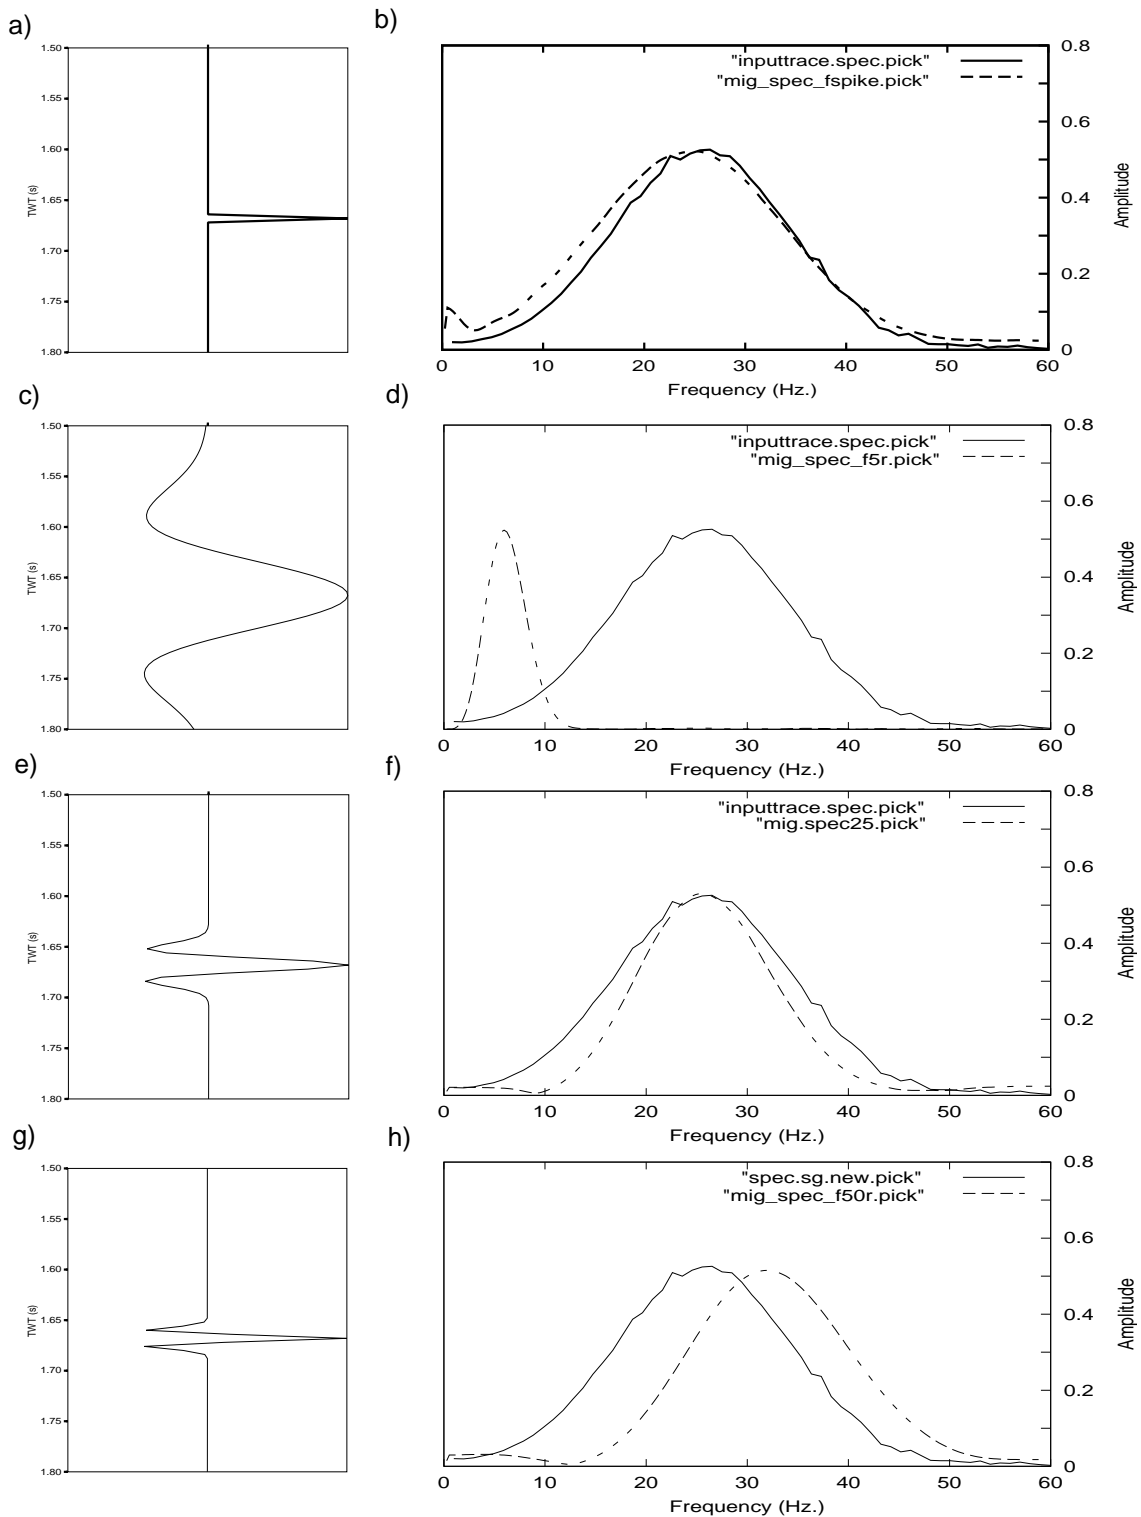 a)
1.50
1.55
1.60
1.65
1.70
1.75
1.80
TWT (s)
b)
"inputtrace.spec.pick"
"mig_spec_fspike.pick"
0.8
0.6
0.4
0.2
0
Amplitude
0 10 20 30 40 50 60
Frequency (Hz.)
c)
1.50
1.55
1.60
1.65
1.70
1.75
1.80
TWT (s)
d)
"inputtrace.spec.pick"
"mig_spec_f5r.pick"
0.8
0.6
0.4
0.2
0
Amplitude
0 10 20 30 40 50 60
Frequency (Hz.)
e)
1.50
1.55
1.60
1.65
1.70
1.75
1.80
TWT (s)
f)
"inputtrace.spec.pick"
"mig.spec25.pick"
0.8
0.6
0.4
0.2
0
Amplitude
0 10 20 30 40 50 60
Frequency (Hz.)
g)
1.50
1.55
1.60
1.65
1.70
1.75
1.80
TWT (s)
h)
"spec.sg.new.pick"
"mig_spec_f50r.pick"
0.8
0.6
0.4
0.2
0
Amplitude
0 10 20 30 40 50 60
Frequency (Hz.)